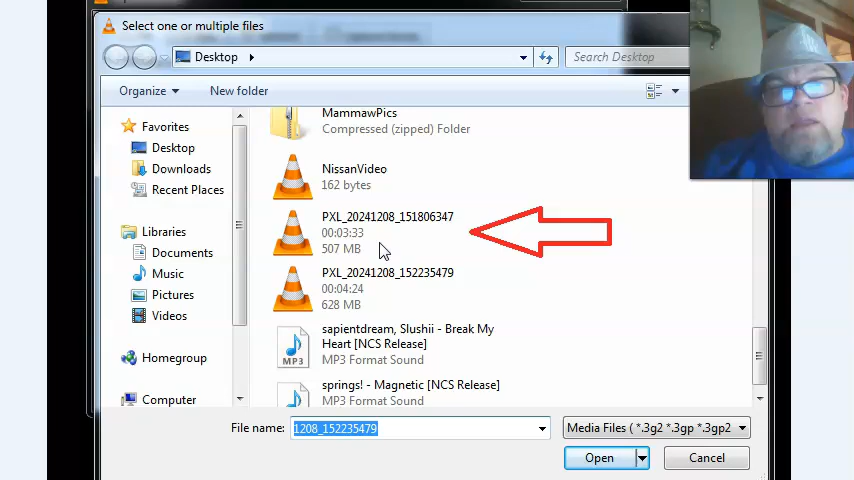 Select one or multiple files
Desktop
Search Desktop
Organize
New folder
Favorites
Desktop
Downloads
Recent Places
Libraries
Documents
Music
Pictures
Videos
Homegroup
Computer
MammawPics
Compressed (zipped) Folder
NissanVideo
162 bytes
PXL_20241208_151806347
00:03:33
507 MB
PXL_20241208_152235479
00:04:24
628 MB
MP3
sapientdream, Slushii - Break My
Heart [NCS Release]
MP3 Format Sound
springs! - Magnetic [NCS Release]
MP3 Format Sound
File name:
1208_152235479
Media Files ( *.3g2 *.3gp *.3gp2
Open
Cancel